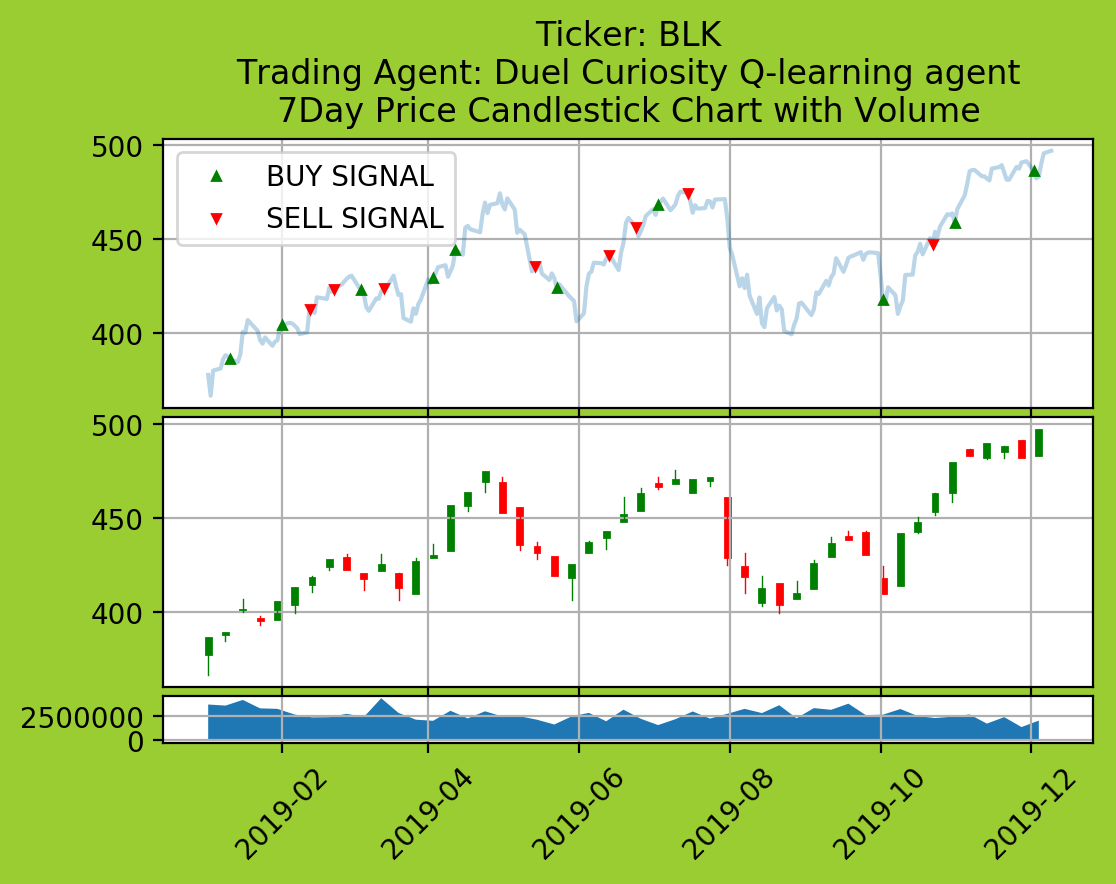 Ticker: BLK
Trading Agent: Duel Curiosity Q-learning agent
7Day Price Candlestick Chart with Volume
500
450
400
BUY SIGNAL
SELL SIGNAL
500
450
400
2500000
0
2019-02
2019-04
2019-06
2019-08
2019-10
2019-12